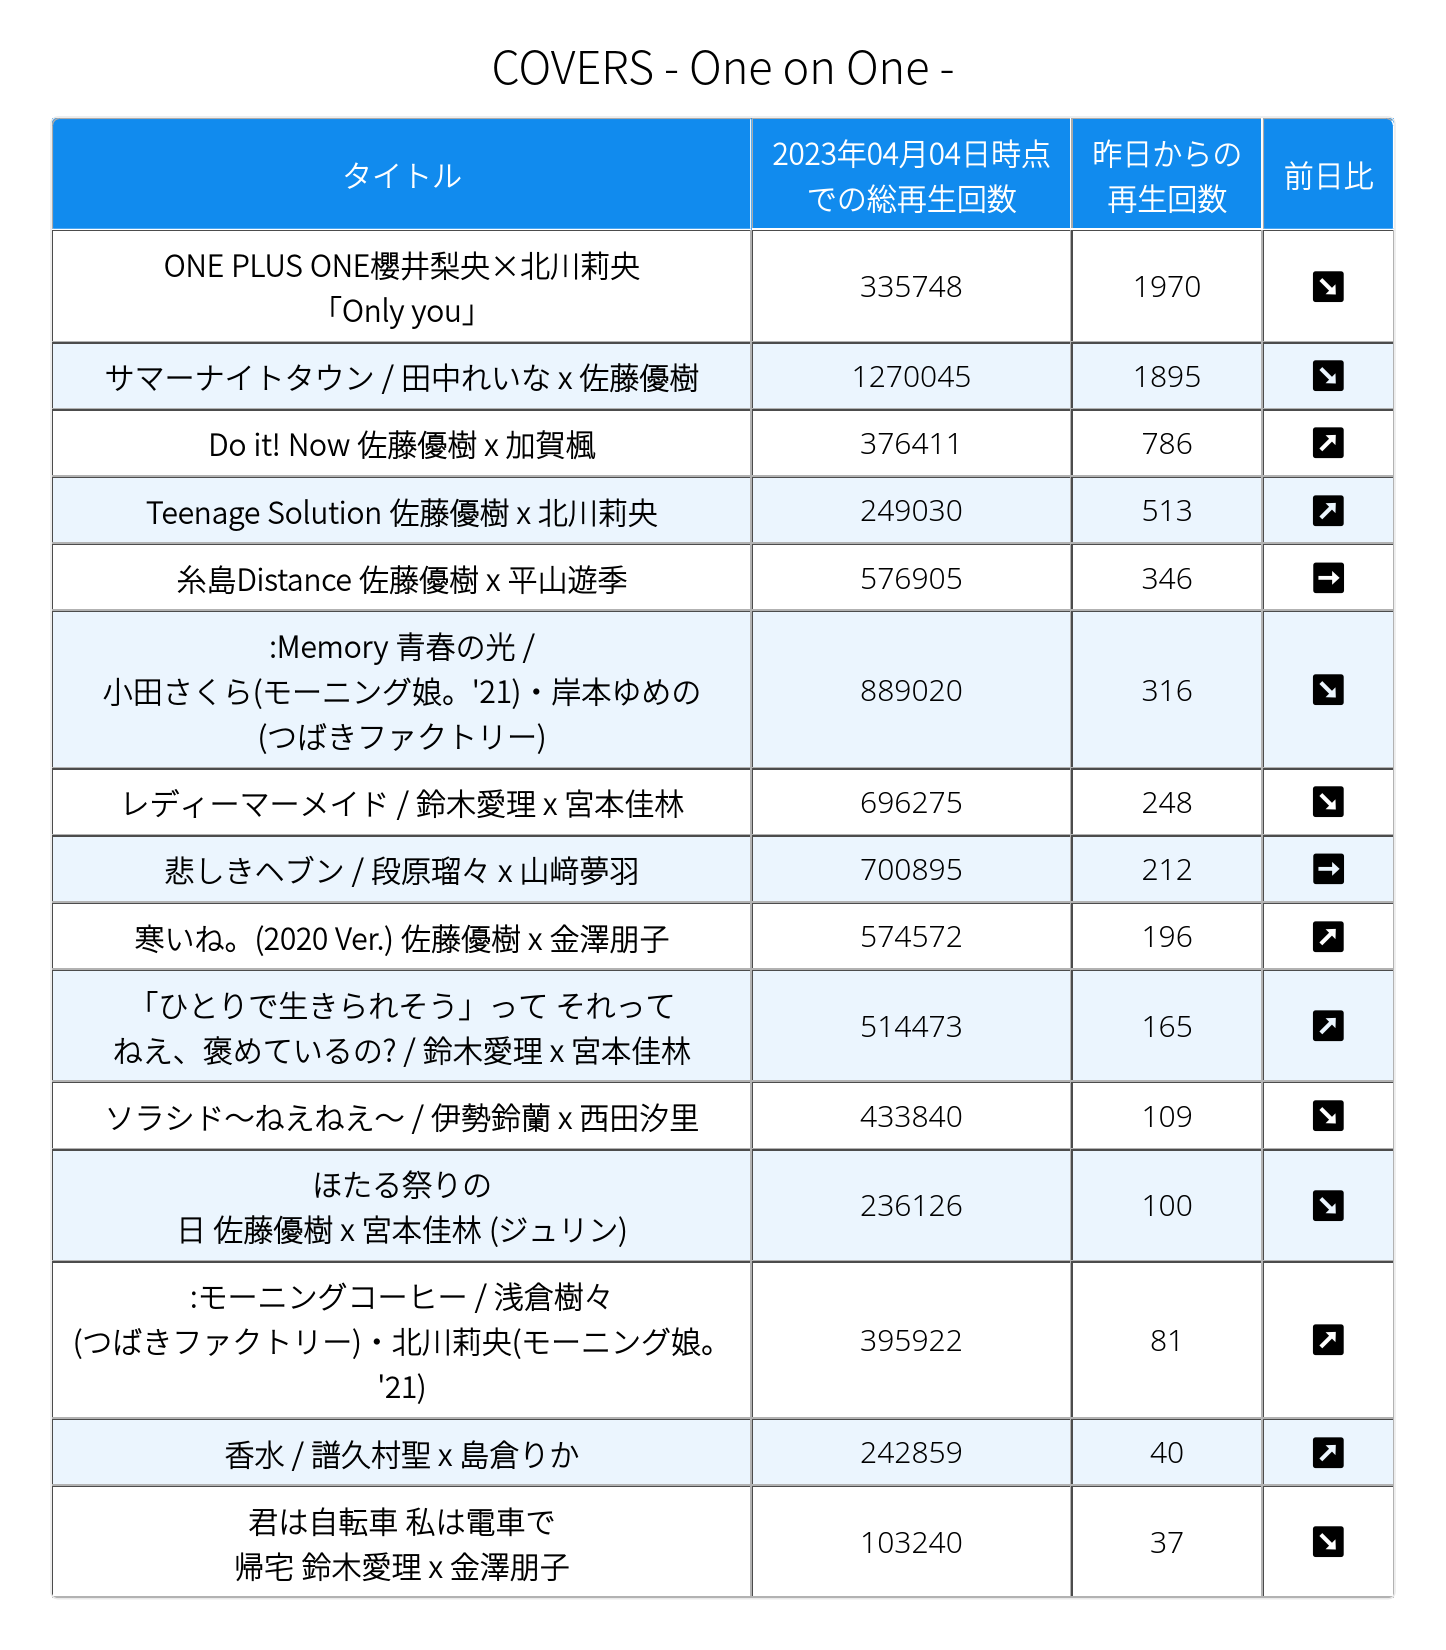 COVERS - One on One -
タイトル
2023年04月04日時点
での総再生回数
昨日からの
再生回数
前日比
ONE PLUS ONE櫻井梨央×北川莉央
「Only you」
335748
1970
サマーナイトタウン / 田中れいな x 佐藤優樹
1270045
1895
Do it! Now 佐藤優樹 x 加賀楓
376411
786
Teenage Solution 佐藤優樹 x 北川莉央
249030
513
糸島Distance 佐藤優樹 x 平山遊季
576905
346
:Memory 青春の光 /
小田さくら(モーニング娘。'21)・岸本ゆめの
(つばきファクトリー)
889020
316
レディーマーメイド / 鈴木愛理 x 宮本佳林
696275
248
悲しきヘブン / 段原瑠々 x 山﨑夢羽
700895
212
寒いね。(2020 Ver.) 佐藤優樹 x 金澤朋子
574572
196
「ひとりで生きられそう」って それって
ねえ、褒めているの? / 鈴木愛理 x 宮本佳林
514473
165
ソラシド〜ねえねえ〜 / 伊勢鈴蘭 x 西田汐里
433840
109
ほたる祭りの
日 佐藤優樹 x 宮本佳林 (ジュリン)
236126
100
:モーニングコーヒー / 浅倉樹々
(つばきファクトリー)・北川莉央(モーニング娘。
'21)
395922
81
香水 / 譜久村聖 x 島倉りか
242859
40
君は自転車 私は電車で
帰宅 鈴木愛理 x 金澤朋子
103240
37